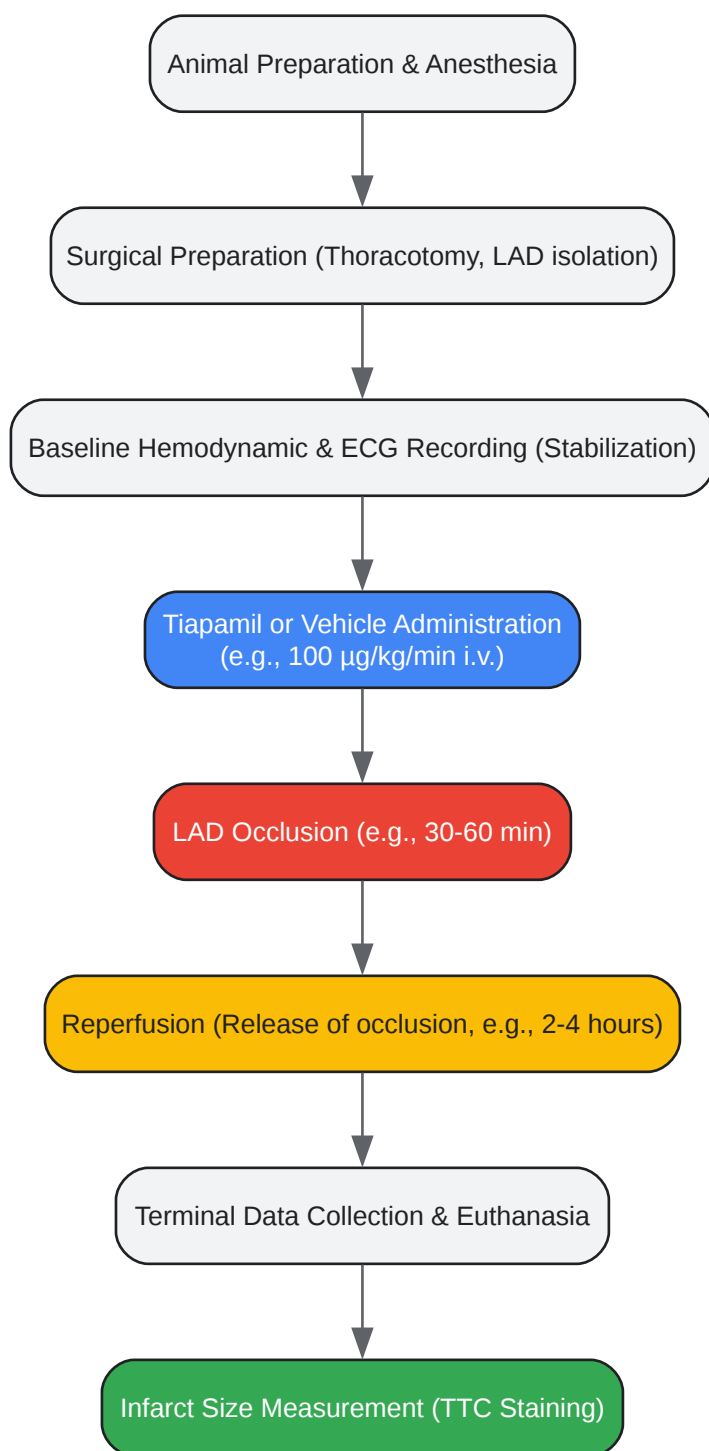 Animal Preparation & Anesthesia
Surgical Preparation (Thoracotomy, LAD isolation)
Baseline Hemodynamic & ECG Recording (Stabilization)
Tiapamil or Vehicle Administration
(e.g., 100 µg/kg/min i.v.)
LAD Occlusion (e.g., 30-60 min)
Reperfusion (Release of occlusion, e.g., 2-4 hours)
Terminal Data Collection & Euthanasia
Infarct Size Measurement (TTC Staining)